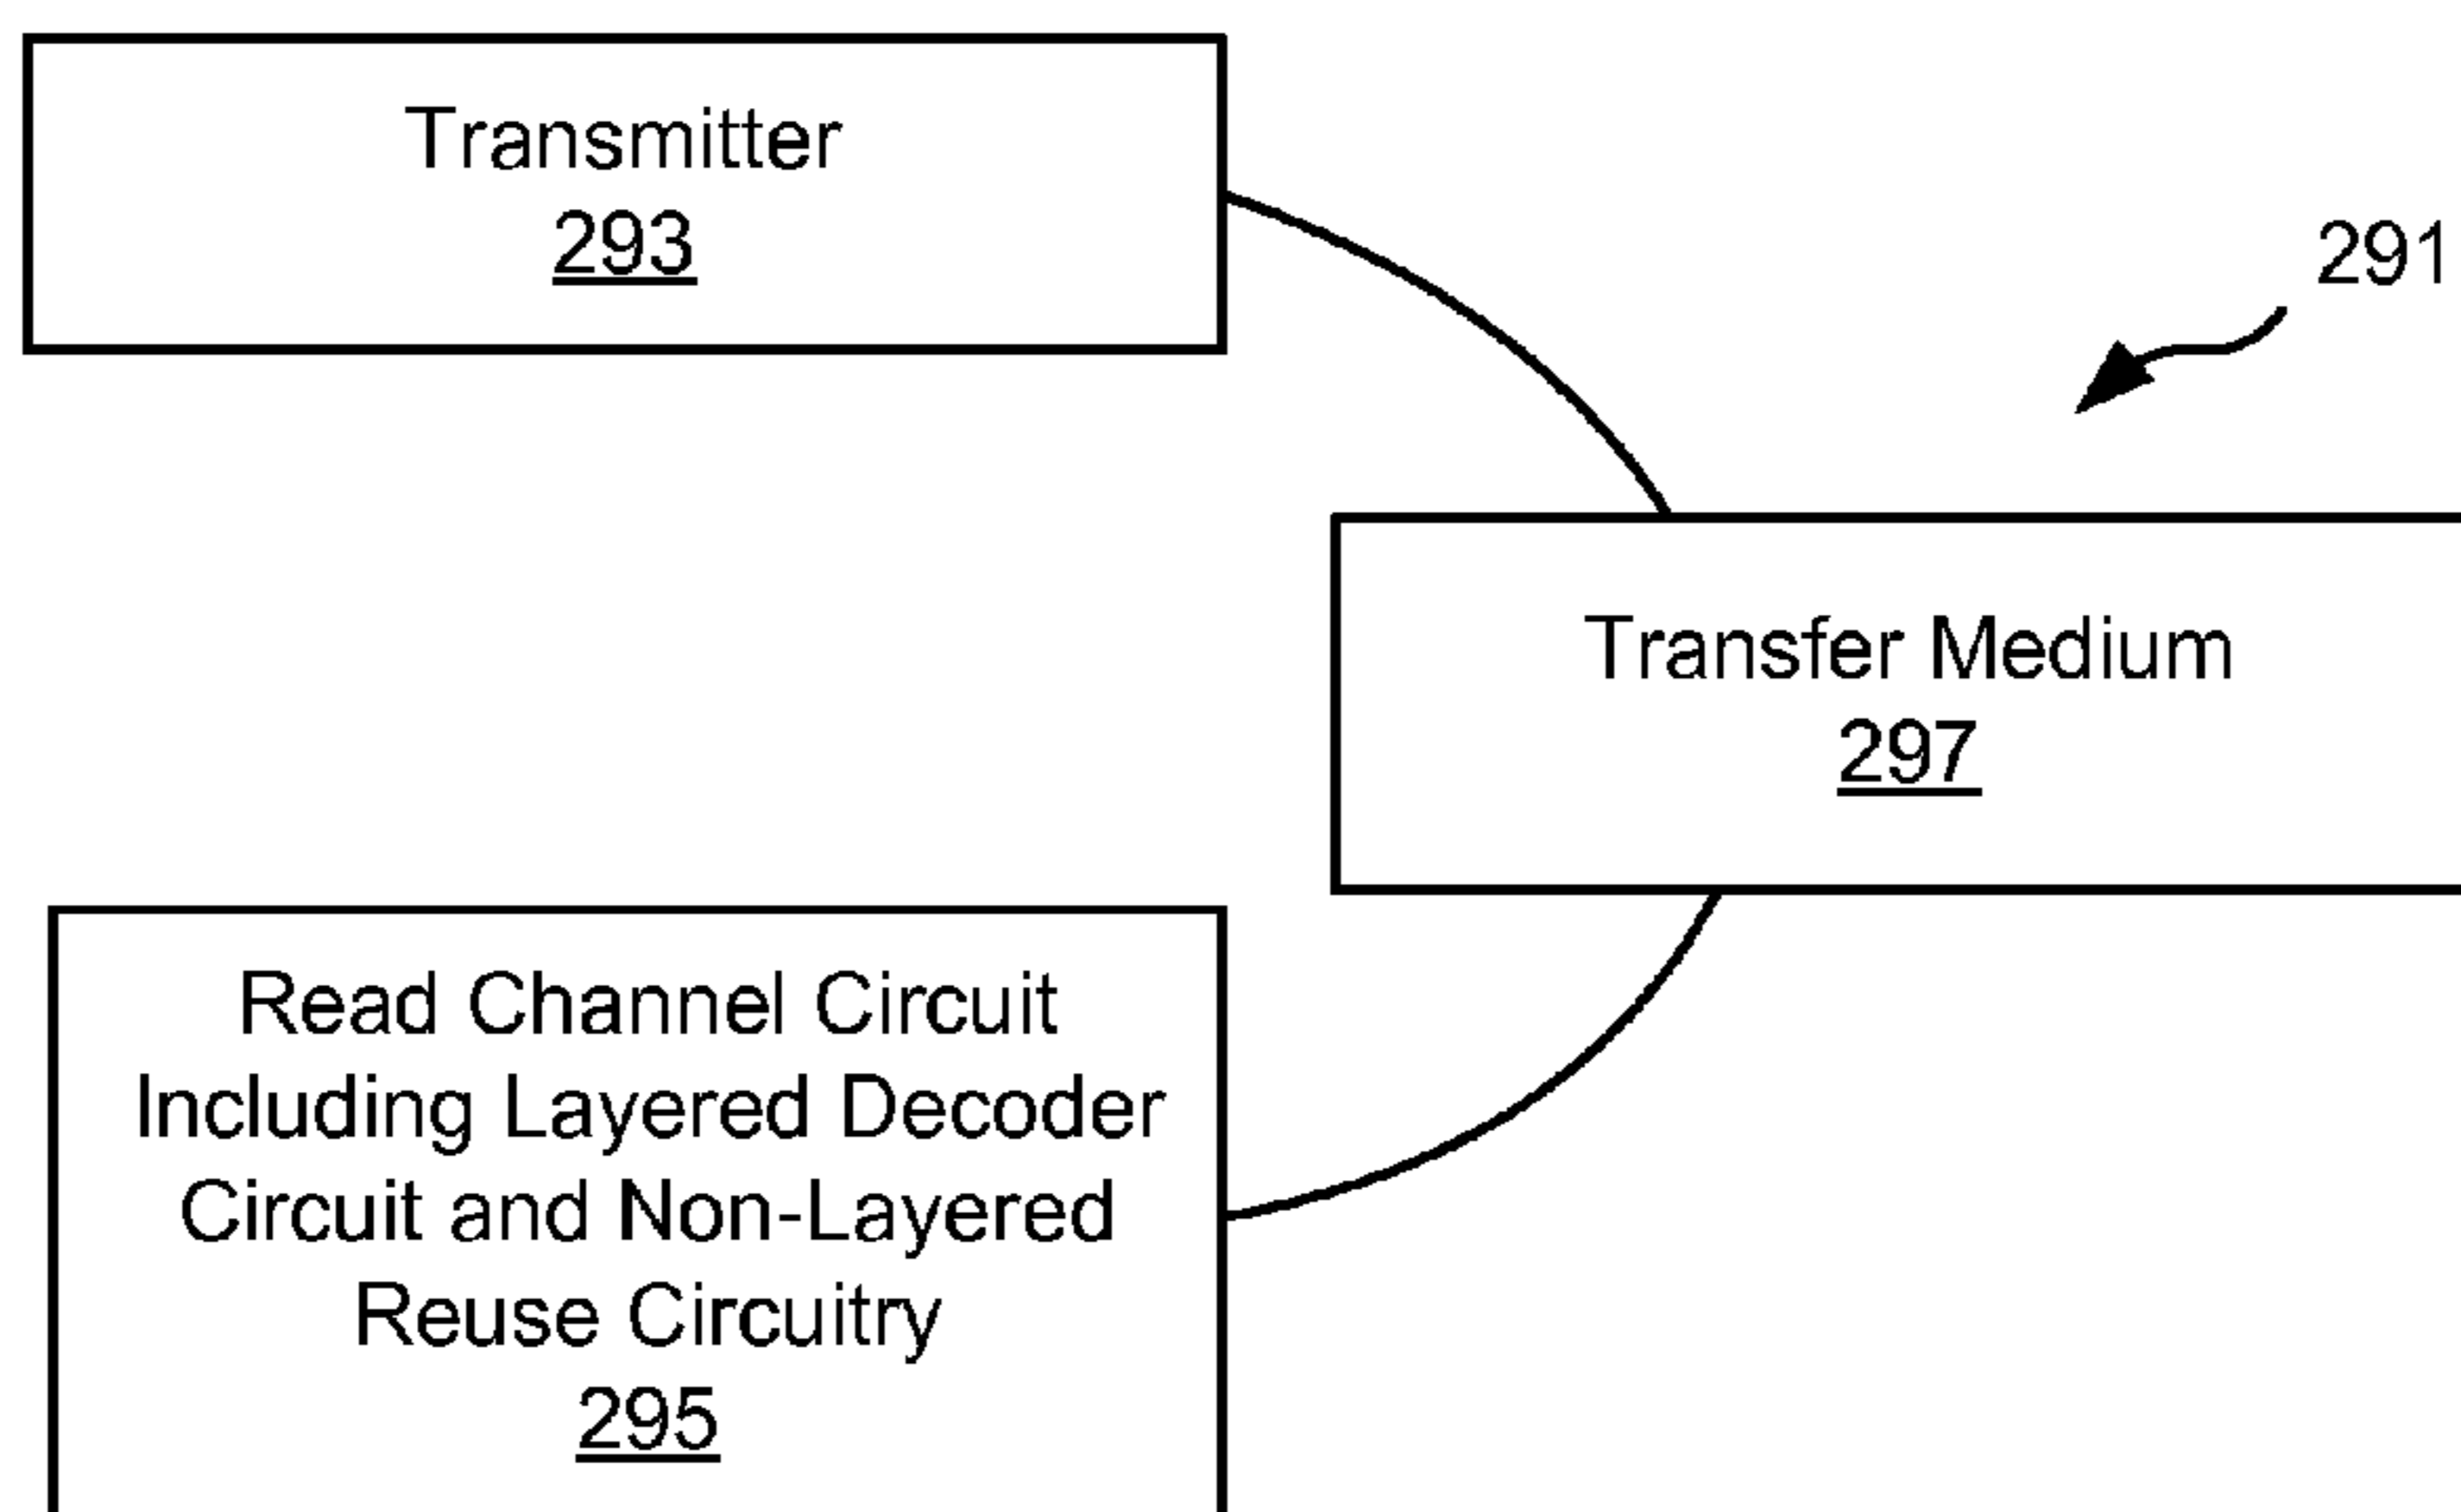 Transmitter
293
291
Transfer Medium
297
Read Channel Circuit
Including Layered Decoder
Circuit and Non-Layered
Reuse Circuitry
295